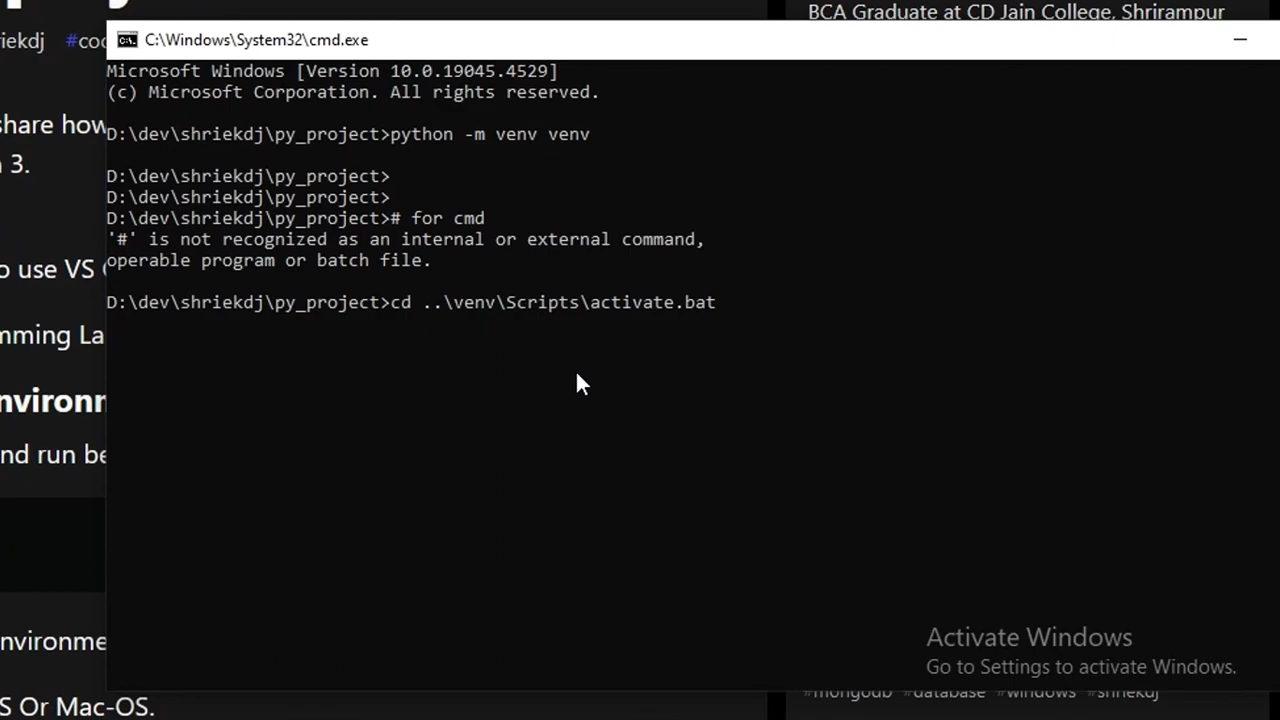 BCA Graduate at CD Jain College, Shrirampur
iekdj #coc
C:\Windows\System32\cmd.exe
Microsoft Windows [Version 10.0.19045.4529]
(c) Microsoft Corporation. All rights reserved.
share how
D:\dev\shriekdj\py_project>python -m venv venv
n 3.
D:\dev\shriekdj\py_project>
D:\dev\shriekdj\py_project>
D:\dev\shriekdj\py_project># for cmd
'#' is not recognized as an internal or external command,
operable program or batch file.
o use VS
D:\dev\shriekdj\py_project>cd ..\venv\Scripts\activate.bat
mming La
nvironm
nd run be
nvironme
Activate Windows
Go to Settings to activate Windows.
#mongodb #database #windows #shriekdj
S Or Mac-OS.